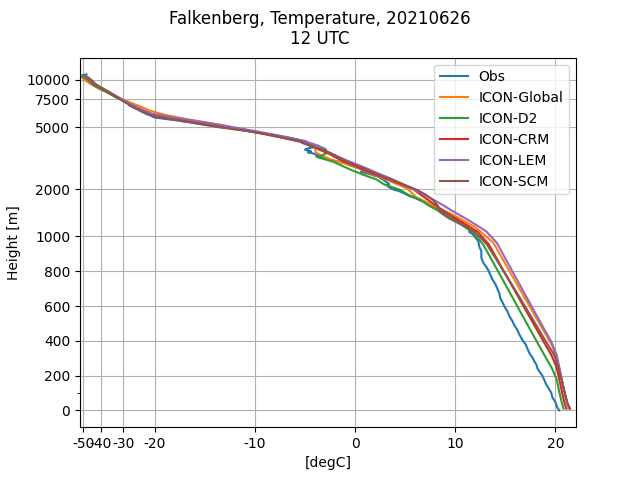 Falkenberg, Temperature, 20210626
12 UTC
Height [m]
10000
7500
5000
2000
1000
800
600
400
200
0
Obs
ICON-Global
ICON-D2
ICON-CRM
ICON-LEM
ICON-SCM
-50
-40
-30
-20
-10
0
10
20
[degC]